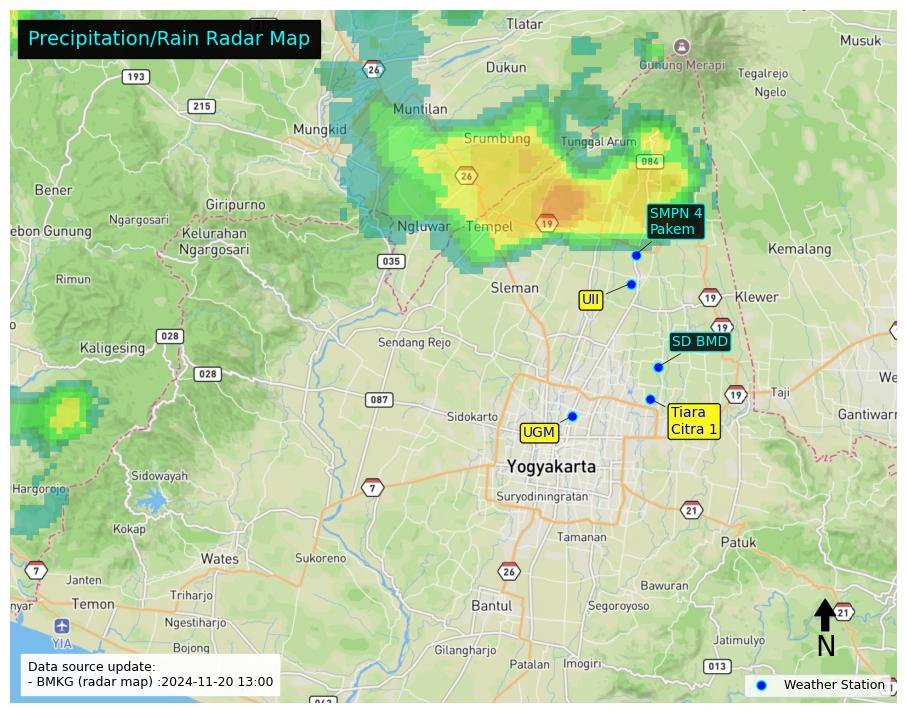 Precipitation/Rain Radar Map
Tlatar
Musuk
26
Dukun
Gunung Merapi
Tegalrejo
193
Ngelo
215
Muntilan
Mungkid
Srumbung
Tunggal Arum
084
26
Bener
Giripurno
SMPN 4
Pakem
Ngargosari
19
Ngluwar
Tempel
ebon Gunung
Kelurahan
Ngargosari
Kemalang
035
Rimun
Sleman
UII
19
Klewer
19
028
Sendang Rejo
SD BMD
Kaligesing
028
We
Taji
19
087
Sidokarto
Tiara
Citra 1
Gantiwarr
UGM
Yogyakarta
Sidowayah
Hargorojo
7
Suryodiningratan
21
Kokap
Tamanan
Patuk
Wates
Sukoreno
7
26
Janten
Bawuran
Triharjo
nyar
Temon
Bantul
Segoroyoso
21
Ngestiharjo
YIA
Jatimulyo
N
Bojong
Gilangharjo
Patalan
Imogiri
013
Data source update:
- BMKG (radar map) :2024-11-20 13:00
Weather Station